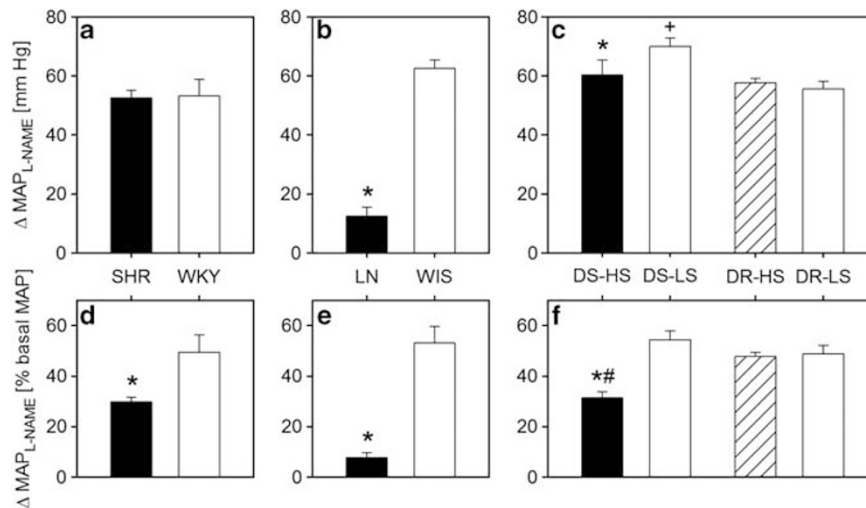 a b c
Δ MAP L-NAME [mm Hg]
80 80 80
60 60 60
40 40 40
20 20 20
0 0 0
* * +
SHR WKY LN WIS DS-HS DS-LS DR-HS DR-LS
d e f
Δ MAP L-NAME [% basal MAP]
60 60 60
40 40 40
20 20 20
0 0 0
* * *#